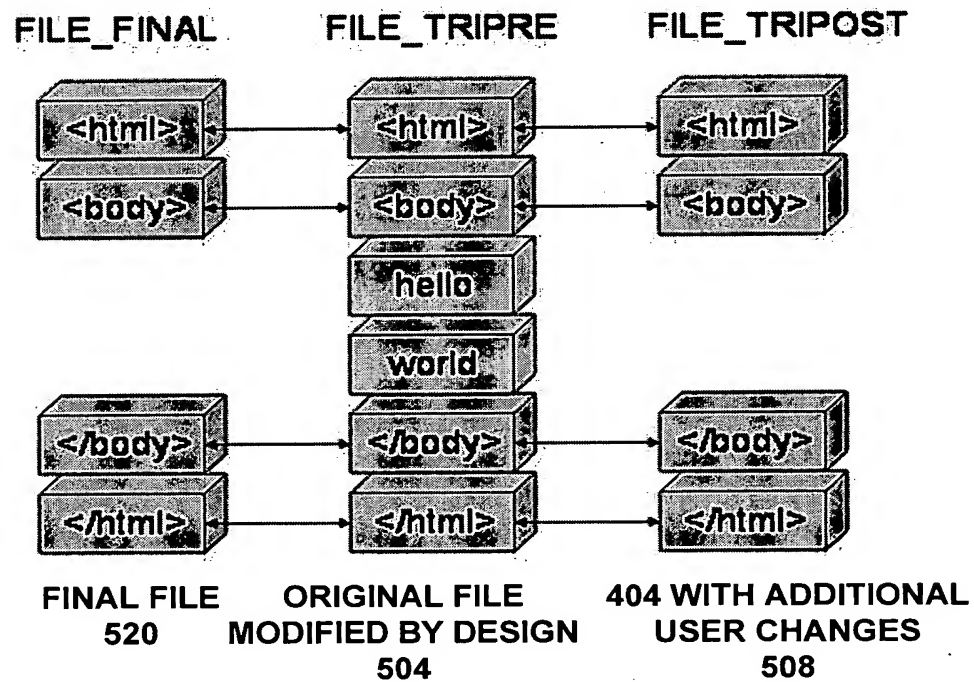 FILE_FINAL FILE_TRIPRE FILE_TRIPOST
<html> <html> <html>
<body> <body> <body>
hello
world
</body> </body> </body>
</html> </html> </html>
FINAL FILE ORIGINAL FILE 404 WITH ADDITIONAL
520 MODIFIED BY DESIGN USER CHANGES
504 508